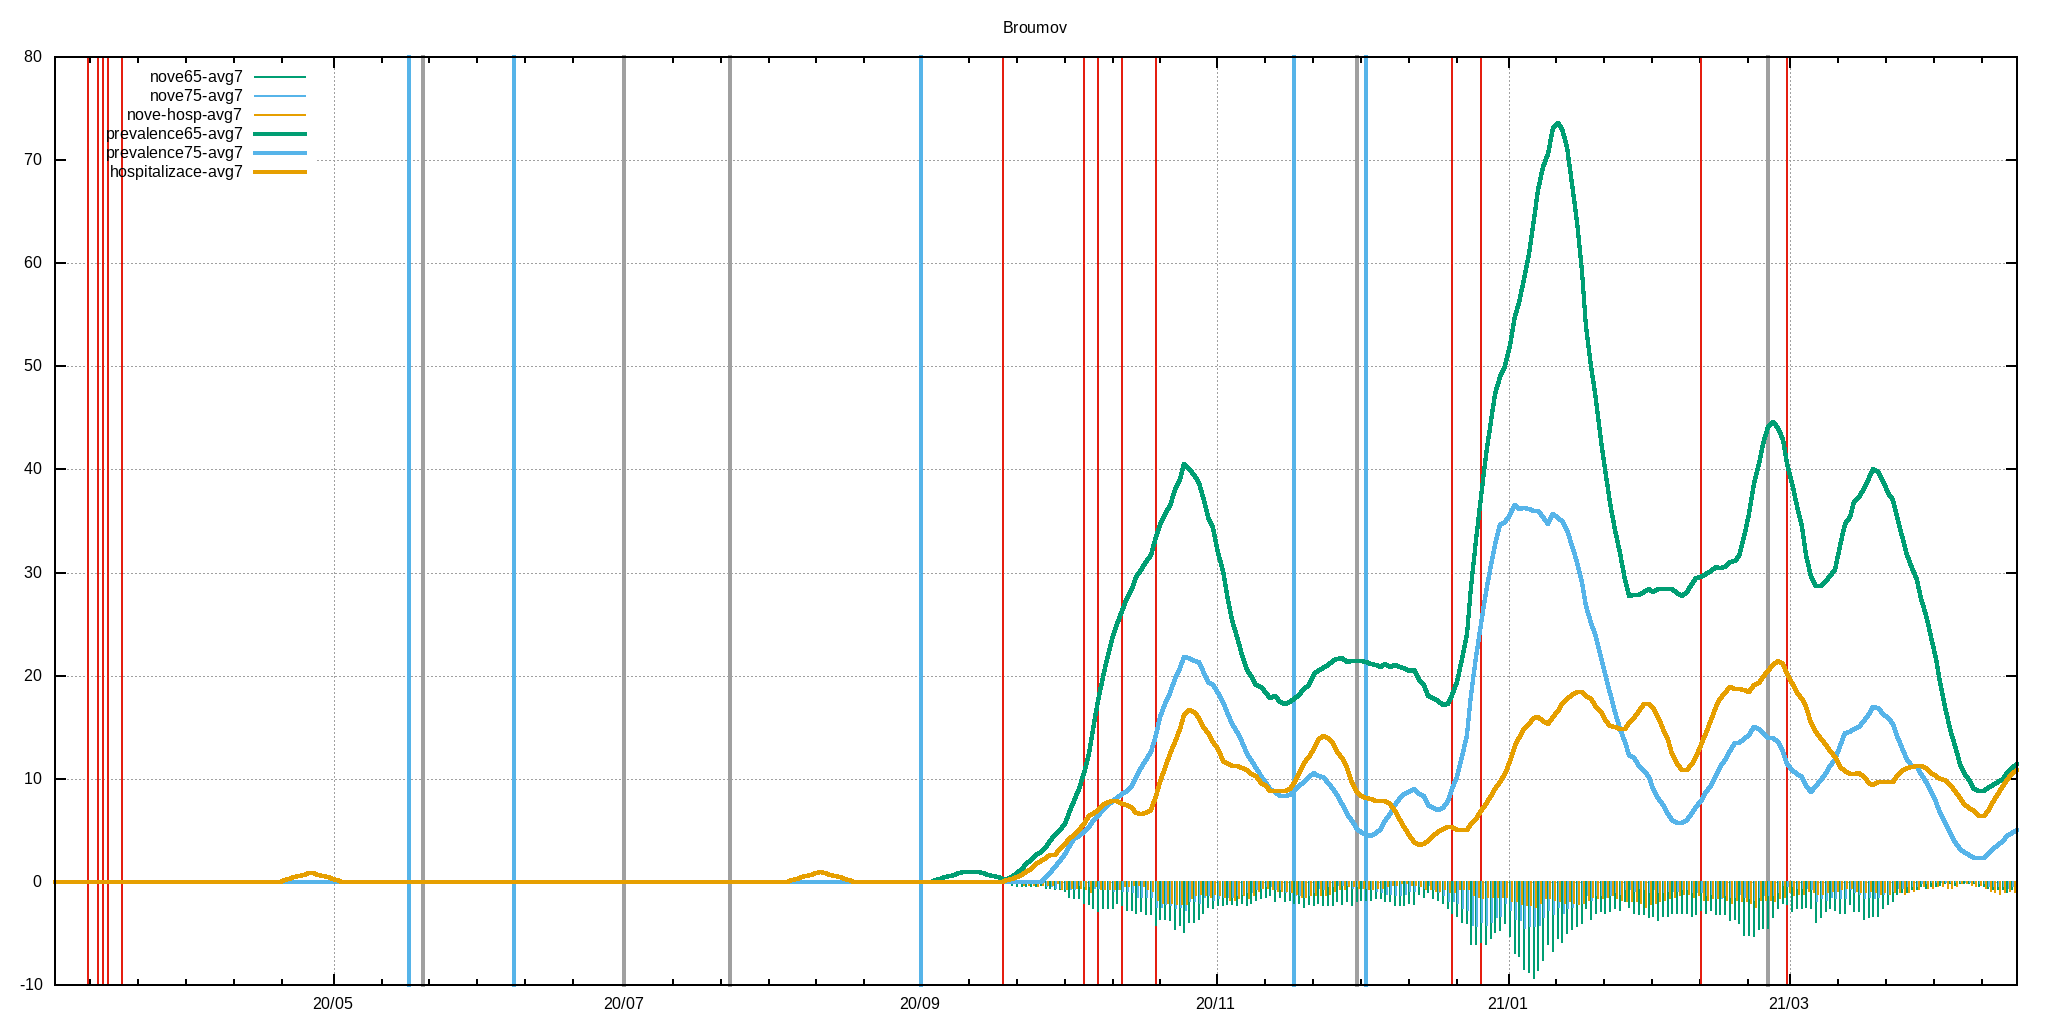 Broumov
80
70
60
50
40
30
20
10
0
-10
nove65-avg7
nove75-avg7
nove-hosp-avg7
prevalence65-avg7
prevalence75-avg7
hospitalizace-avg7
20/05
20/07
20/09
20/11
21/01
21/03